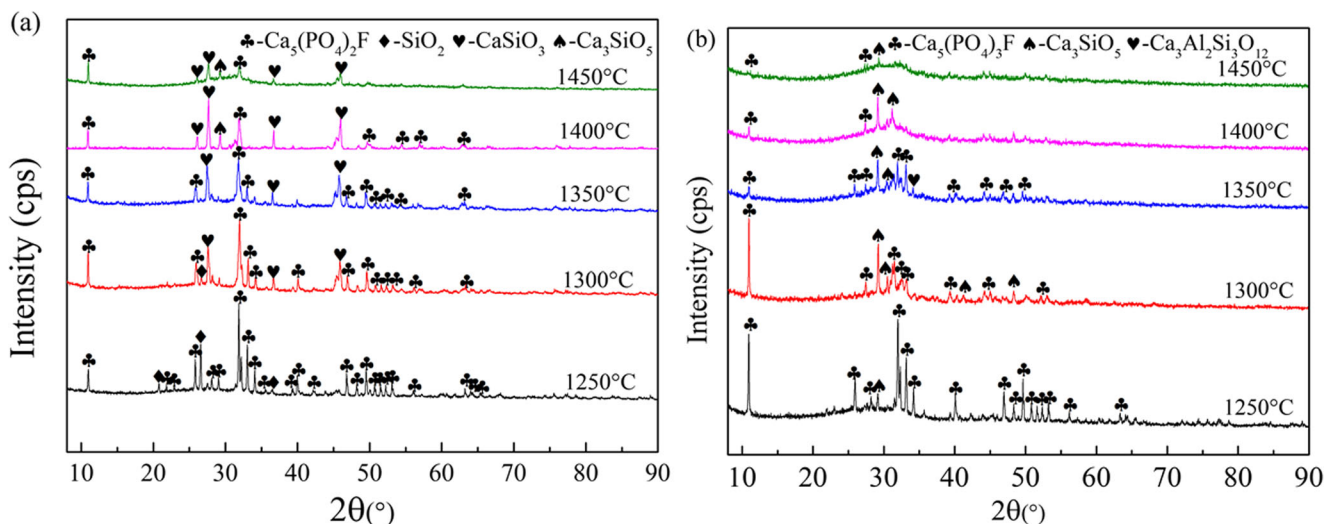 (a)
♣-Ca₅(PO₄)₂F ♦-SiO₂ ♥-CaSiO₃ ♠-Ca₃SiO₅
1450°C
1400°C
1350°C
1300°C
1250°C
Intensity (cps)
10 20 30 40 50 60 70 80 90
2θ(°)
(b)
♣-Ca₅(PO₄)₃F ♠-Ca₃SiO₅ ♥-Ca₃Al₂Si₃O₁₂
1450°C
1400°C
1350°C
1300°C
1250°C
Intensity (cps)
10 20 30 40 50 60 70 80 90
2θ(°)